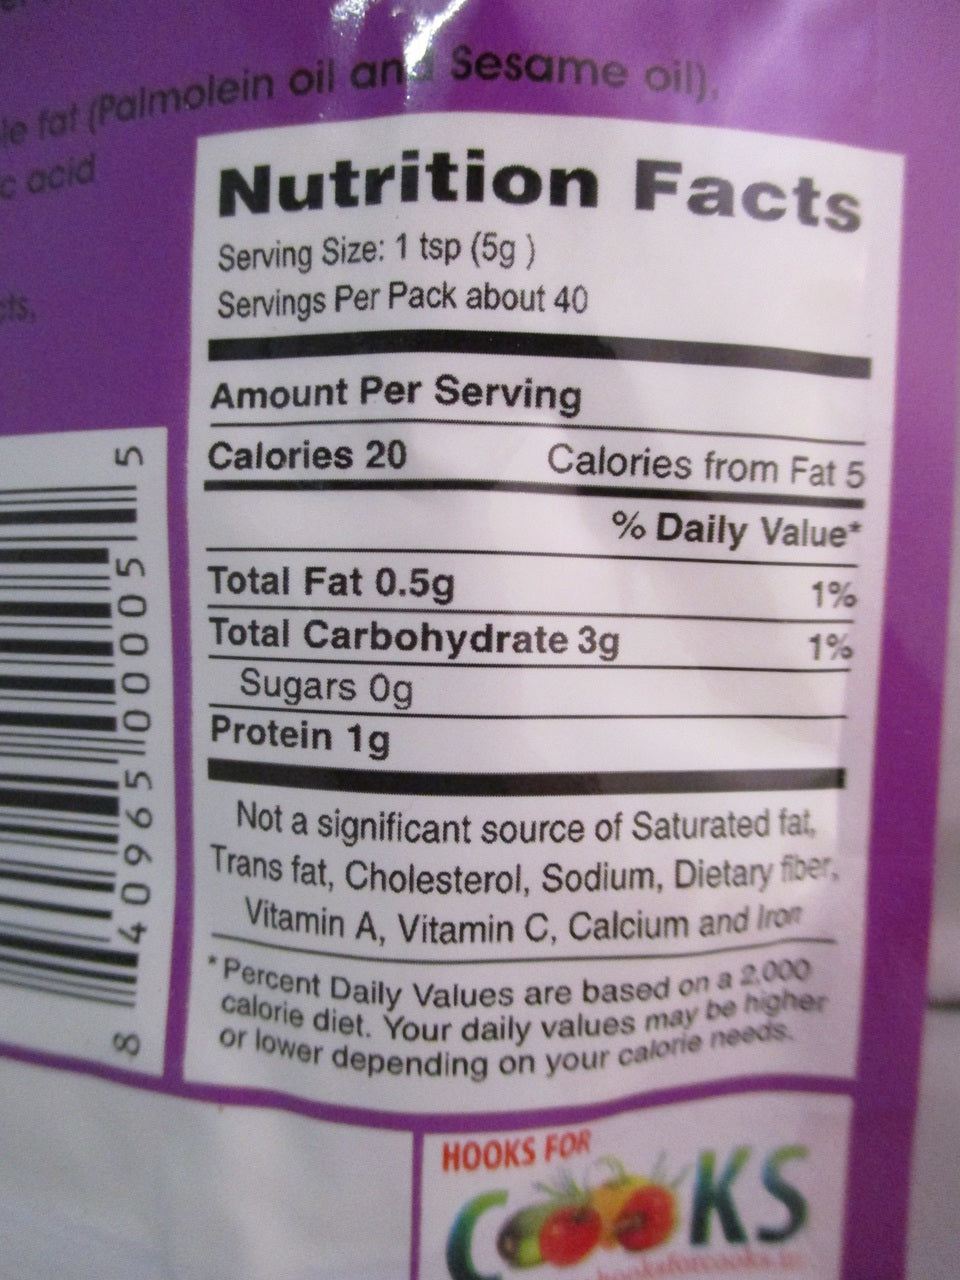 le fat (Palmolein oil and Sesame oil),
c acid
cts,
Nutrition Facts
Serving Size: 1 tsp (5g )
Servings Per Pack about 40
Amount Per Serving
Calories 20 Calories from Fat 5
% Daily Value*
Total Fat 0.5g 1%
Total Carbohydrate 3g 1%
Sugars 0g
Protein 1g
Not a significant source of Saturated fat,
Trans fat, Cholesterol, Sodium, Dietary fiber,
Vitamin A, Vitamin C, Calcium and Iron
* Percent Daily Values are based on a 2,000
calorie diet. Your daily values may be higher
or lower depending on your calorie needs.
8 40965 00005 5
HOOKS FOR
COOKS